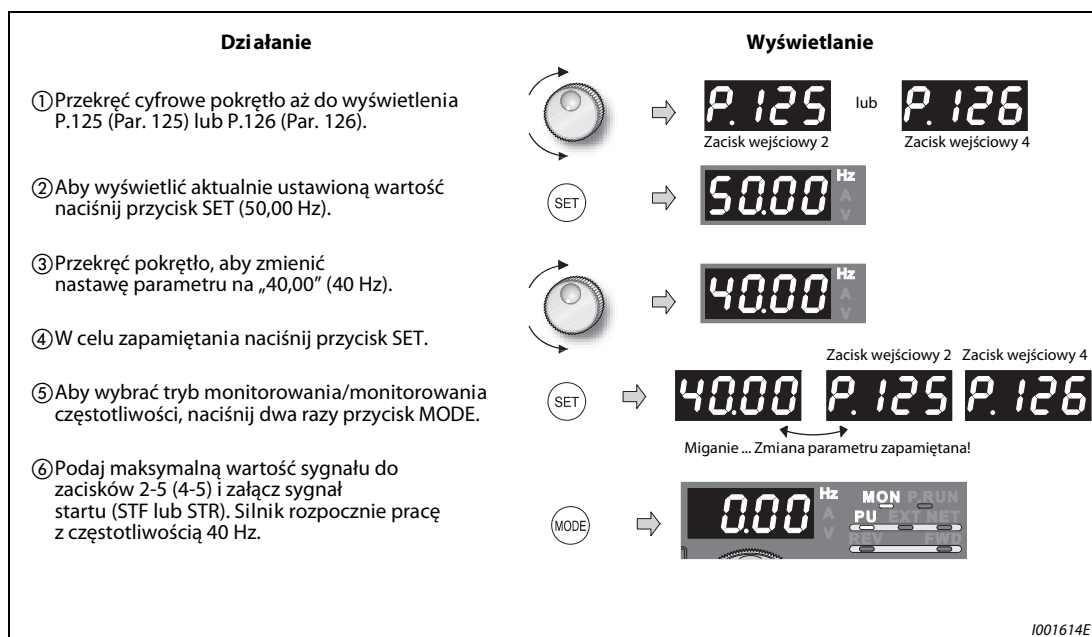 Działanie
Wyświetlanie
①Przekręć cyfrowe pokrętło aż do wyświetlenia
P.125 (Par. 125) lub P.126 (Par. 126).
P. 125
lub
P. 126
Zacisk wejściowy 2
Zacisk wejściowy 4
②Aby wyświetlić aktualnie ustawioną wartość
naciśnij przycisk SET (50,00 Hz).
SET
50.00
Hz
A
V
③Przekręć pokrętło, aby zmienić
nastawę parametru na „40,00” (40 Hz).
40.00
Hz
A
V
④W celu zapamiętania naciśnij przycisk SET.
Zacisk wejściowy 2 Zacisk wejściowy 4
⑤Aby wybrać tryb monitorowania/monitorowania
częstotliwości, naciśnij dwa razy przycisk MODE.
SET
40.00
P. 125
P. 126
Miganie ... Zmiana parametru zapamiętana!
⑥Podaj maksymalną wartość sygnału do
zacisków 2-5 (4-5) i załącz sygnał
startu (STF lub STR). Silnik rozpocznie pracę
z częstotliwością 40 Hz.
MODE
0.00
Hz
A
V
MON P.RUN
PU EXT NET
REV FWD
I001614E